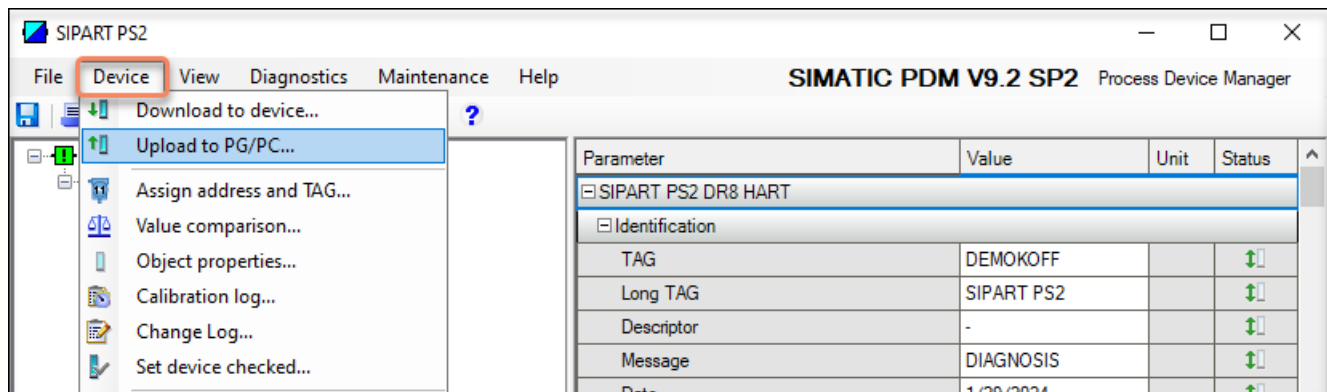 SIPART PS2
File Device View Diagnostics Maintenance Help SIMATIC PDM V9.2 SP2 Process Device Manager
Download to device...
?
Upload to PG/PC...
Parameter Value Unit Status
Assign address and TAG...
SIPART PS2 DR8 HART
Value comparison...
Identification
Object properties...
TAG DEMOKOFF
Calibration log...
Long TAG SIPART PS2
Change Log...
Descriptor -
Set device checked...
Message DIAGNOSIS